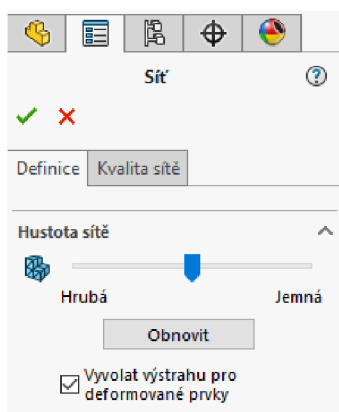 Síť
Definice Kvalita sítě
Hustota sítě
Hrubá Jemná
Obnovit
Vyvolat výstrahu pro
deformované prvky